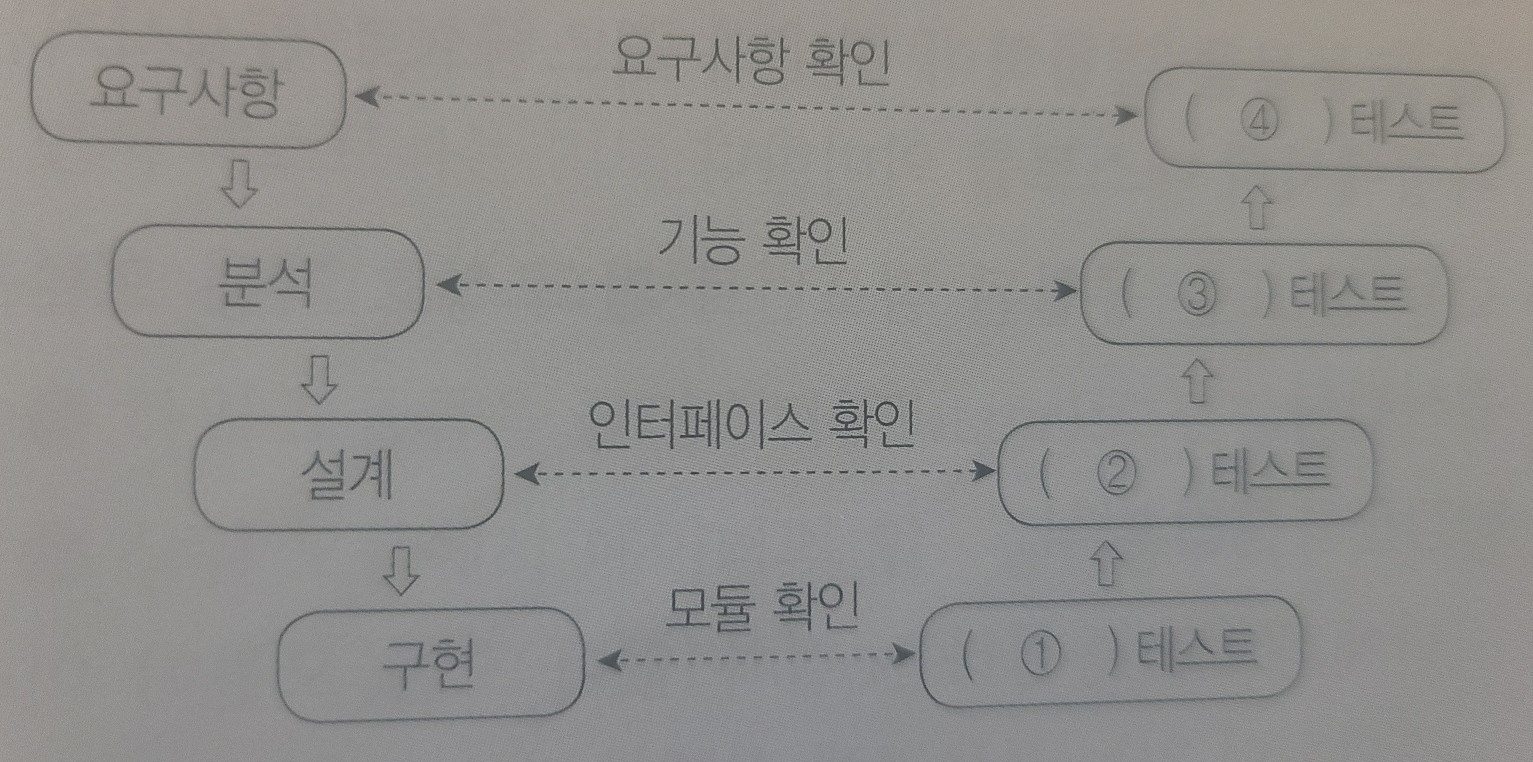 요구사항
요구사항 확인
( ④ ) 테스트
분석
기능 확인
( ③ ) 테스트
설계
인터페이스 확인
( ② ) 테스트
구현
모듈 확인
( ① ) 테스트